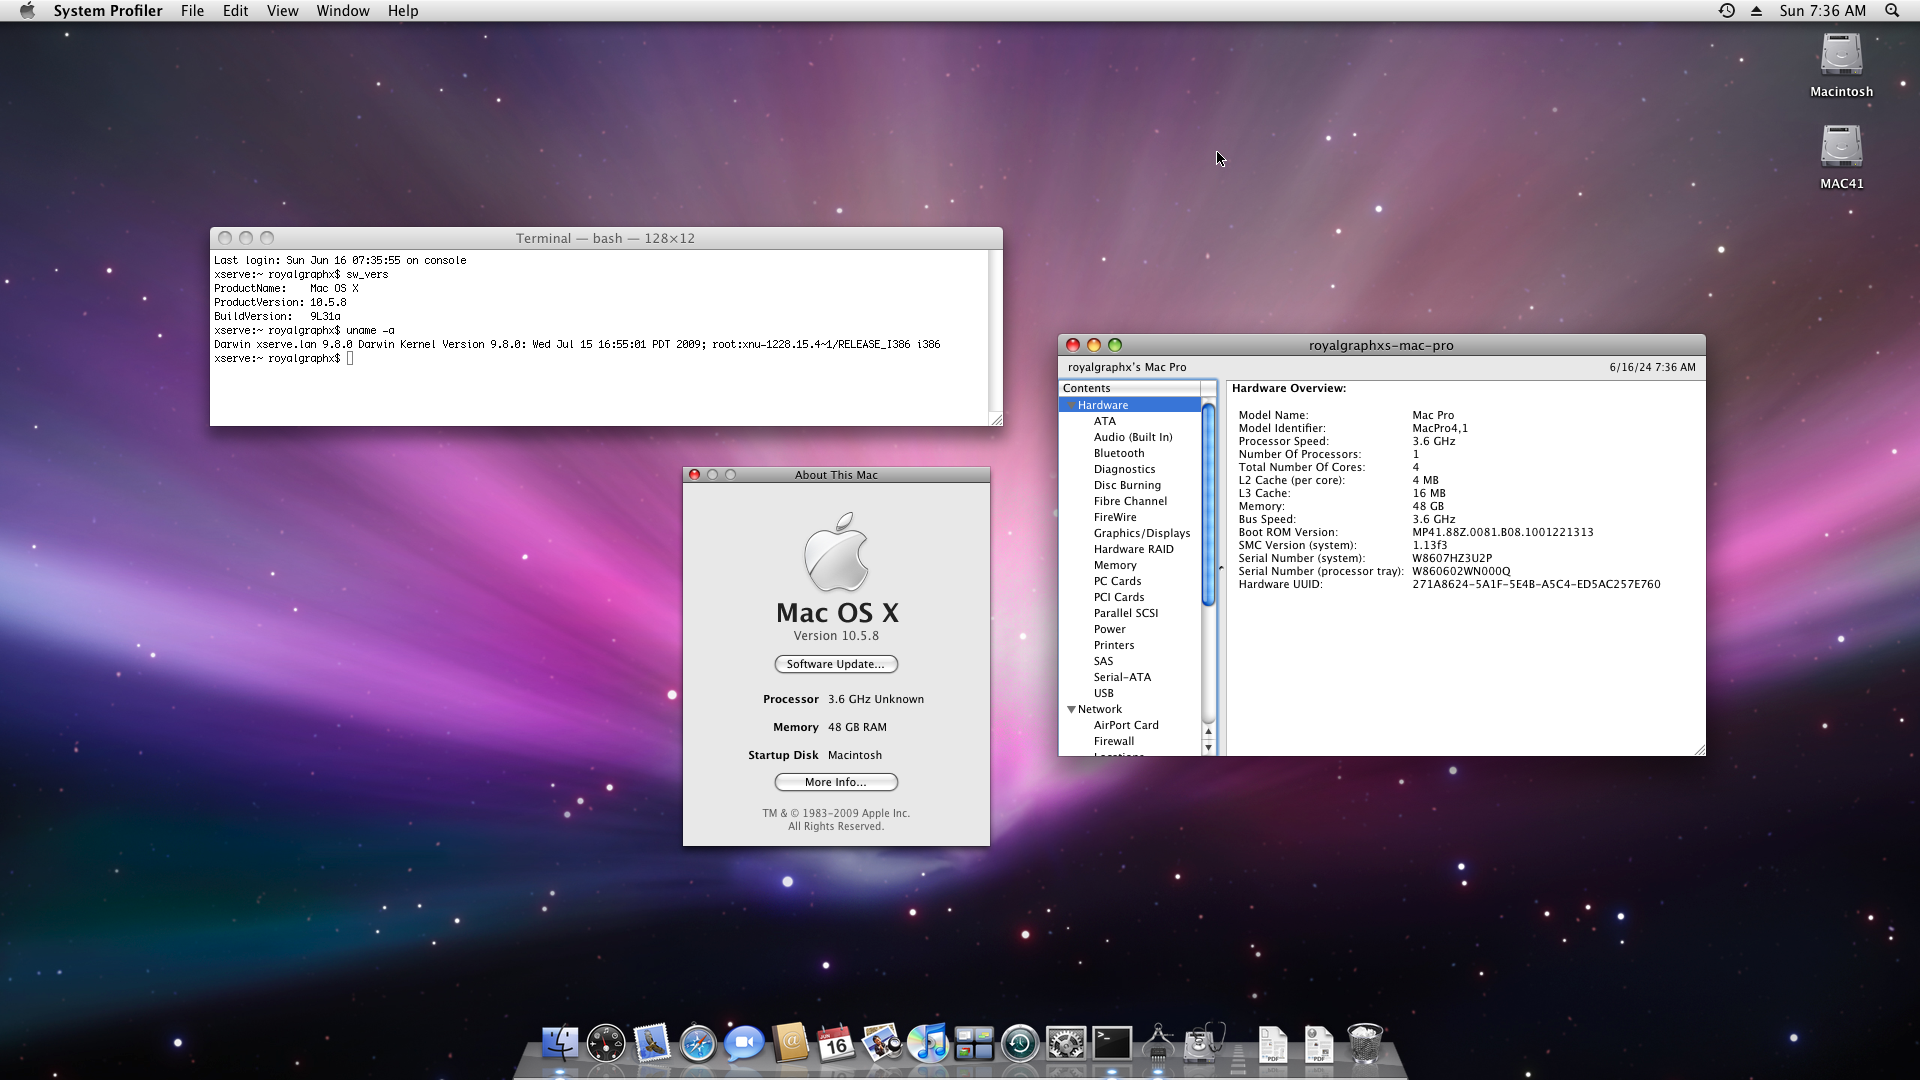 System Profiler File Edit View Window Help
Sun 7:36 AM
Macintosh
MAC41
Terminal — bash — 128×12
Last login: Sun Jun 16 07:35:55 on console
xserve:~ royalgraphx$ sw_vers
ProductName: Mac OS X
ProductVersion: 10.5.8
BuildVersion: 9L31a
xserve:~ royalgraphx$ uname -a
Darwin xserve.lan 9.8.0 Darwin Kernel Version 9.8.0: Wed Jul 15 16:55:01 PDT 2009; root:xnu-1228.15.4~1/RELEASE_I386 i386
xserve:~ royalgraphx$
About This Mac
Mac OS X
Version 10.5.8
Software Update...
Processor 3.6 GHz Unknown
Memory 48 GB RAM
Startup Disk Macintosh
More Info...
TM & © 1983-2009 Apple Inc.
All Rights Reserved.
royalgraphxs-mac-pro
royalgraphx's Mac Pro
6/16/24 7:36 AM
Contents
Hardware
ATA
Audio (Built In)
Bluetooth
Diagnostics
Disc Burning
Fibre Channel
FireWire
Graphics/Displays
Hardware RAID
Memory
PC Cards
PCI Cards
Parallel SCSI
Power
Printers
SAS
Serial-ATA
USB
Network
AirPort Card
Firewall
Hardware Overview:
Model Name: Mac Pro
Model Identifier: MacPro4,1
Processor Speed: 3.6 GHz
Number Of Processors: 1
Total Number Of Cores: 4
L2 Cache (per core): 4 MB
L3 Cache: 16 MB
Memory: 48 GB
Bus Speed: 3.6 GHz
Boot ROM Version: MP41.88Z.0081.B08.1001221313
SMC Version (system): 1.13f3
Serial Number (system): W8607HZ3U2P
Serial Number (processor tray): W860602WN000Q
Hardware UUID: 271A8624-5A1F-5E4B-A5C4-ED5AC257E760
JUN
16
PDF
PDF